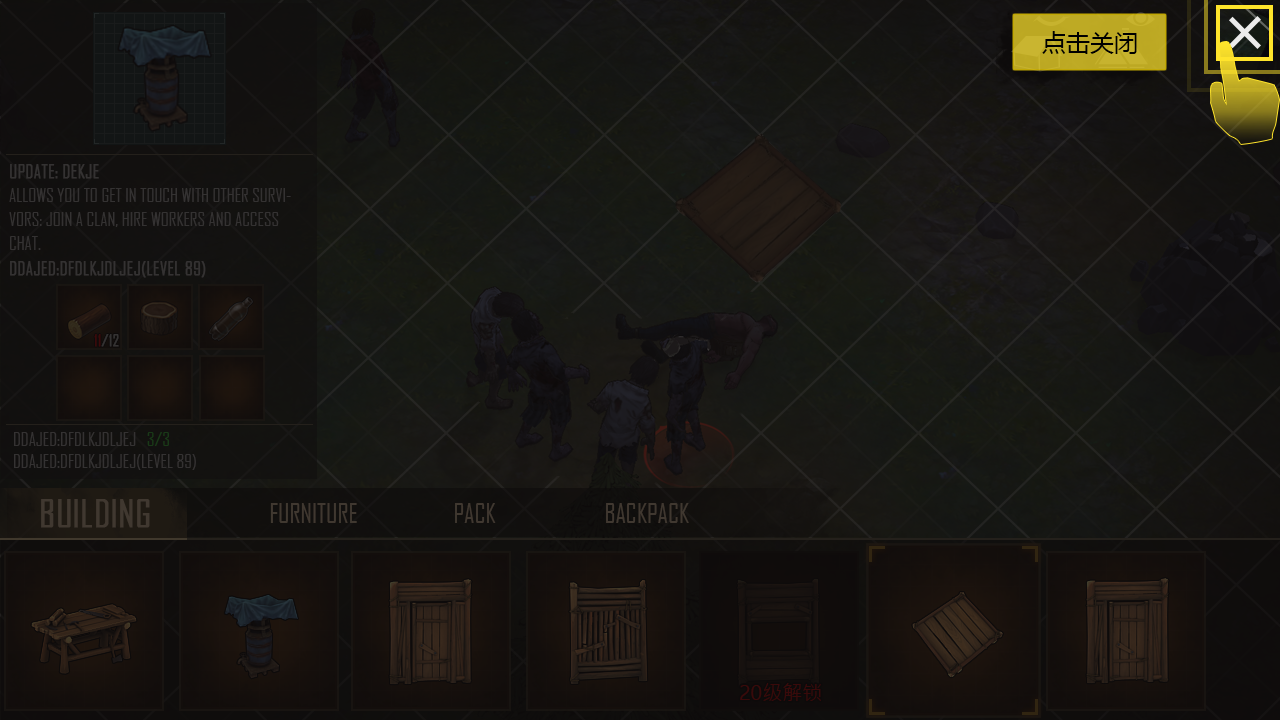 点击关闭
UPDATE: DEKJE
ALLOWS YOU TO GET IN TOUCH WITH OTHER SURVI-
VORS: JOIN A CLAN, HIRE WORKERS AND ACCESS
CHAT.
DDAJED:DFDLKJDLJEJ(LEVEL 89)
/12
DDAJED:DFDLKJDLJEJ 3/3
DDAJED:DFDLKJDLJEJ(LEVEL 89)
BUILDING FURNITURE PACK BACKPACK
20级解锁